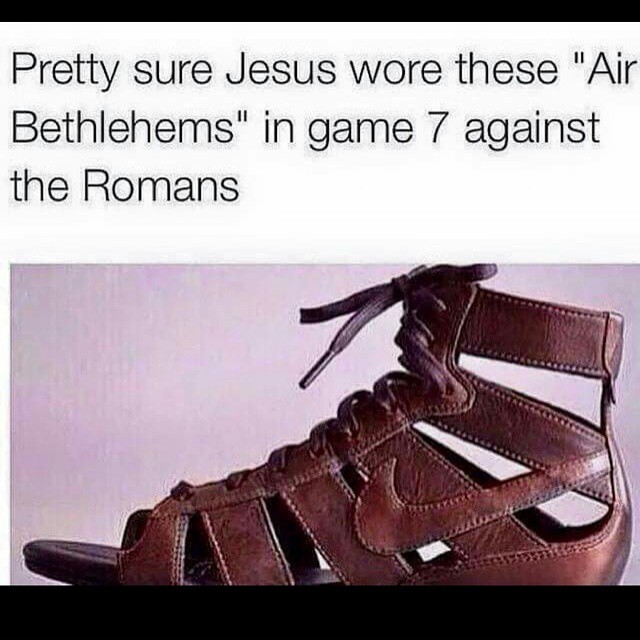 Pretty sure Jesus wore these "Air
Bethlehems" in game 7 against
the Romans